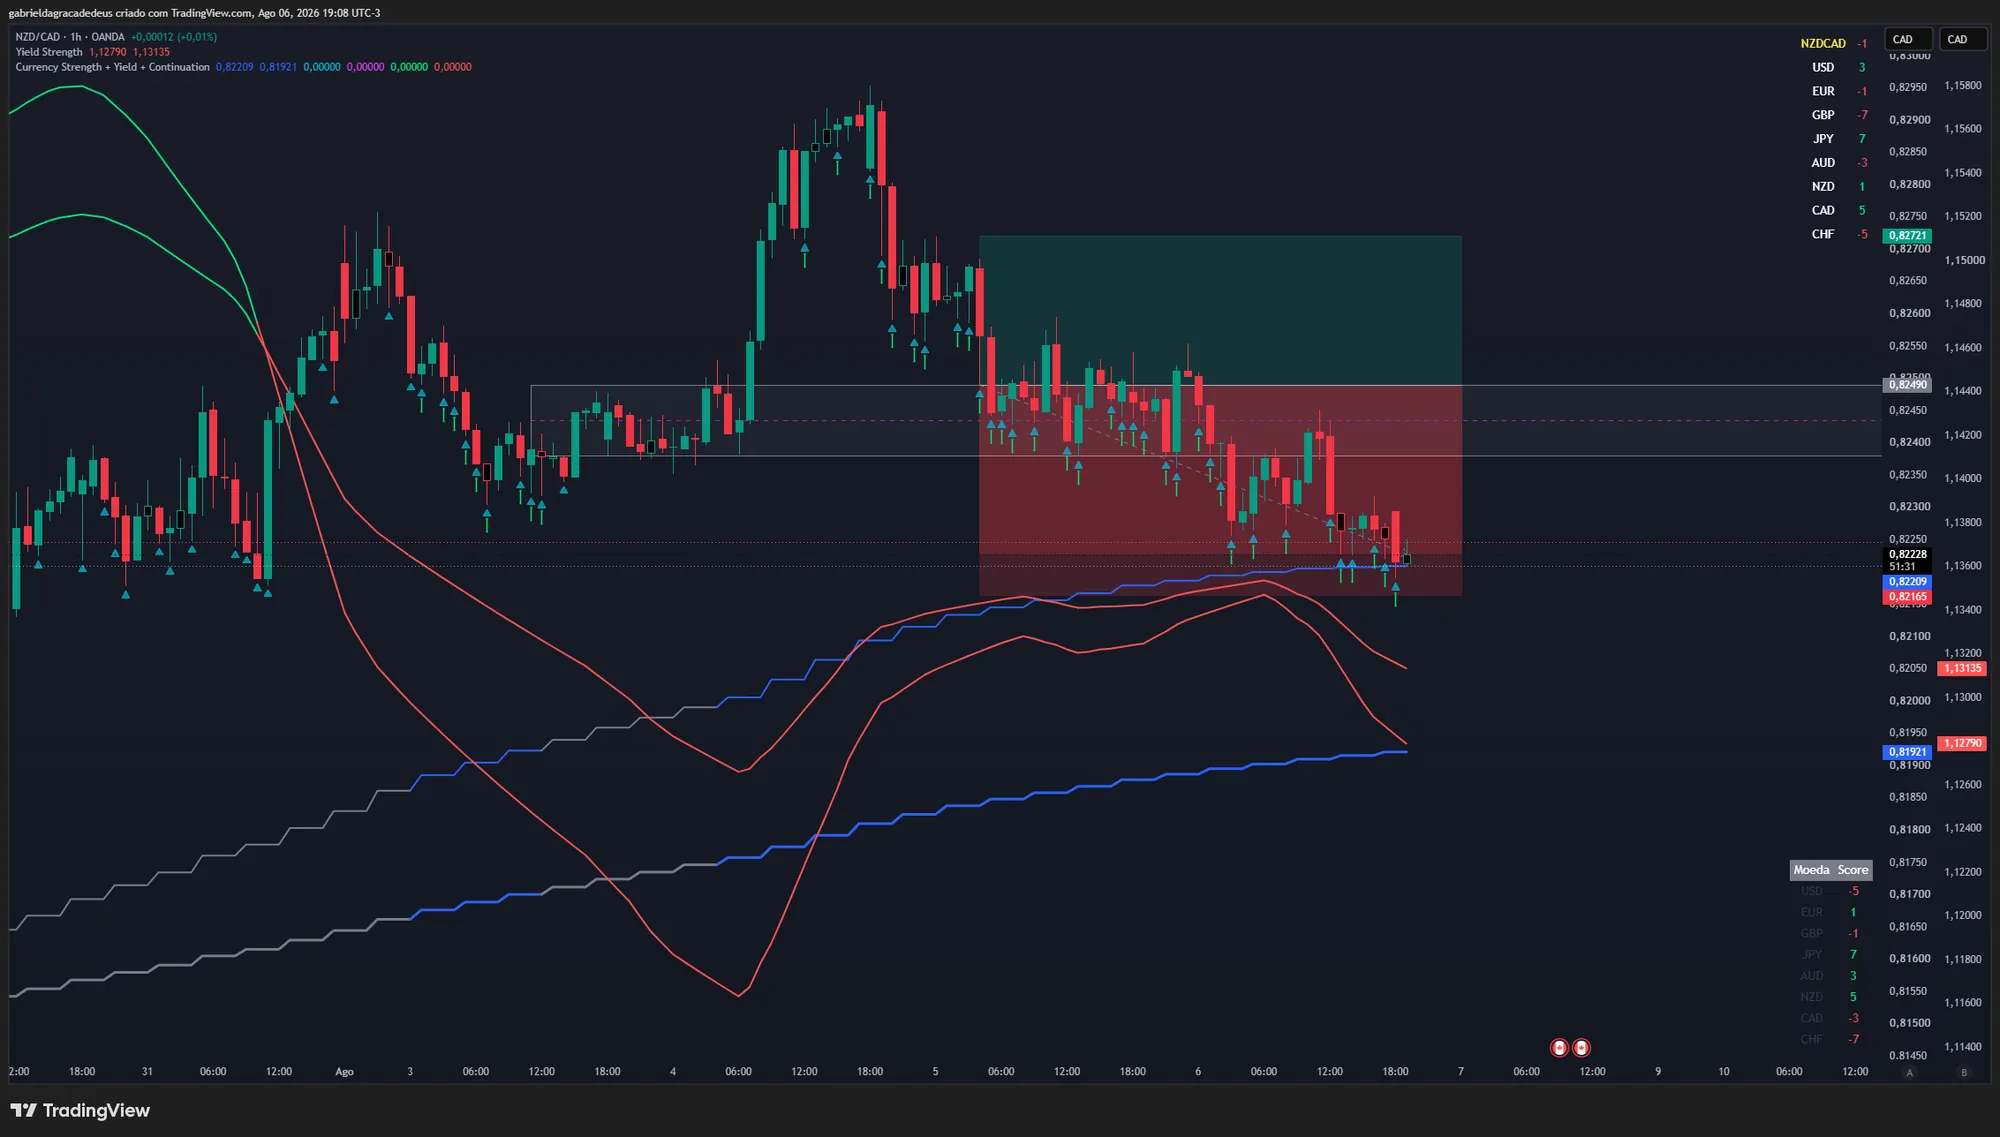 gabrieldagracadedeus criado com TradingView.com, Ago 06, 2026 19:08 UTC-3
NZD/CAD · 1h · OANDA +0,00012 (+0,01%)
Yield Strength 1,12790 1,13135
Currency Strength + Yield + Continuation 0,82209 0,81921 0,00000 0,00000 0,00000 0,00000
NZDCAD -1
USD 3
EUR -1
GBP -7
JPY 7
AUD -3
NZD 1
CAD 5
CHF -5
CAD
CAD
0,83000
0,82950
0,82900
0,82850
0,82800
0,82750
0,82721
0,82700
0,82650
0,82600
0,82550
0,82500
0,82490
0,82450
0,82400
0,82350
0,82300
0,82250
0,82228
51:31
0,82209
0,82165
0,82150
0,82100
0,82050
0,82000
0,81950
0,81921
0,81900
0,81850
0,81800
0,81750
0,81700
0,81650
0,81600
0,81550
0,81500
0.81450
1,15800
1,15600
1,15400
1,15200
1,15000
1,14800
1,14600
1,14400
1,14200
1,14000
1,13800
1,13600
1,13400
1,13200
1,13135
1,13000
1,12790
1,12600
1,12400
1,12200
1,12000
1,11800
1,11600
1,11400
Moeda Score
USD -5
EUR 1
GBP -1
JPY 7
AUD 3
NZD 5
CAD -3
CHF -7
2:00 18:00 31 06:00 12:00 Ago 3 06:00 12:00 18:00 4 06:00 12:00 18:00 5 06:00 12:00 18:00 6 06:00 12:00 18:00 7 06:00 12:00 9 10 06:00 12:00 A B
TradingView